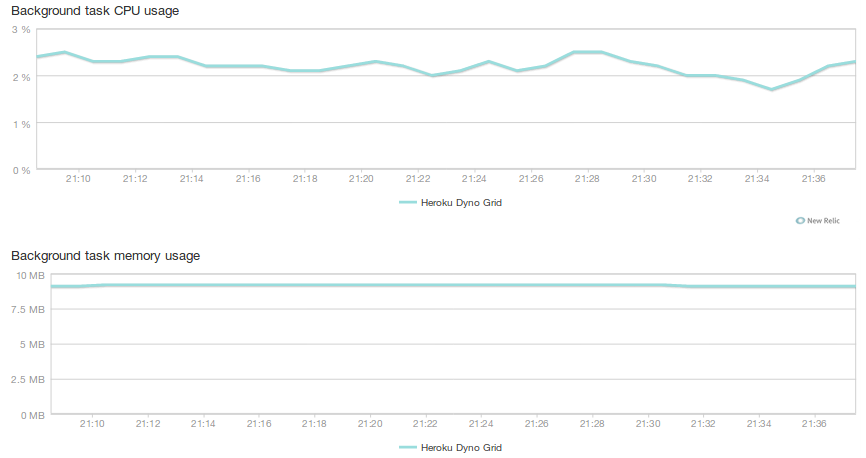 Background task CPU usage
3 %
2 %
1 %
0 %
21:10 21:12 21:14 21:16 21:18 21:20 21:22 21:24 21:26 21:28 21:30 21:32 21:34 21:36
Heroku Dyno Grid
New Relic
Background task memory usage
10 MB
7.5 MB
5 MB
2.5 MB
0 MB
21:10 21:12 21:14 21:16 21:18 21:20 21:22 21:24 21:26 21:28 21:30 21:32 21:34 21:36
Heroku Dyno Grid